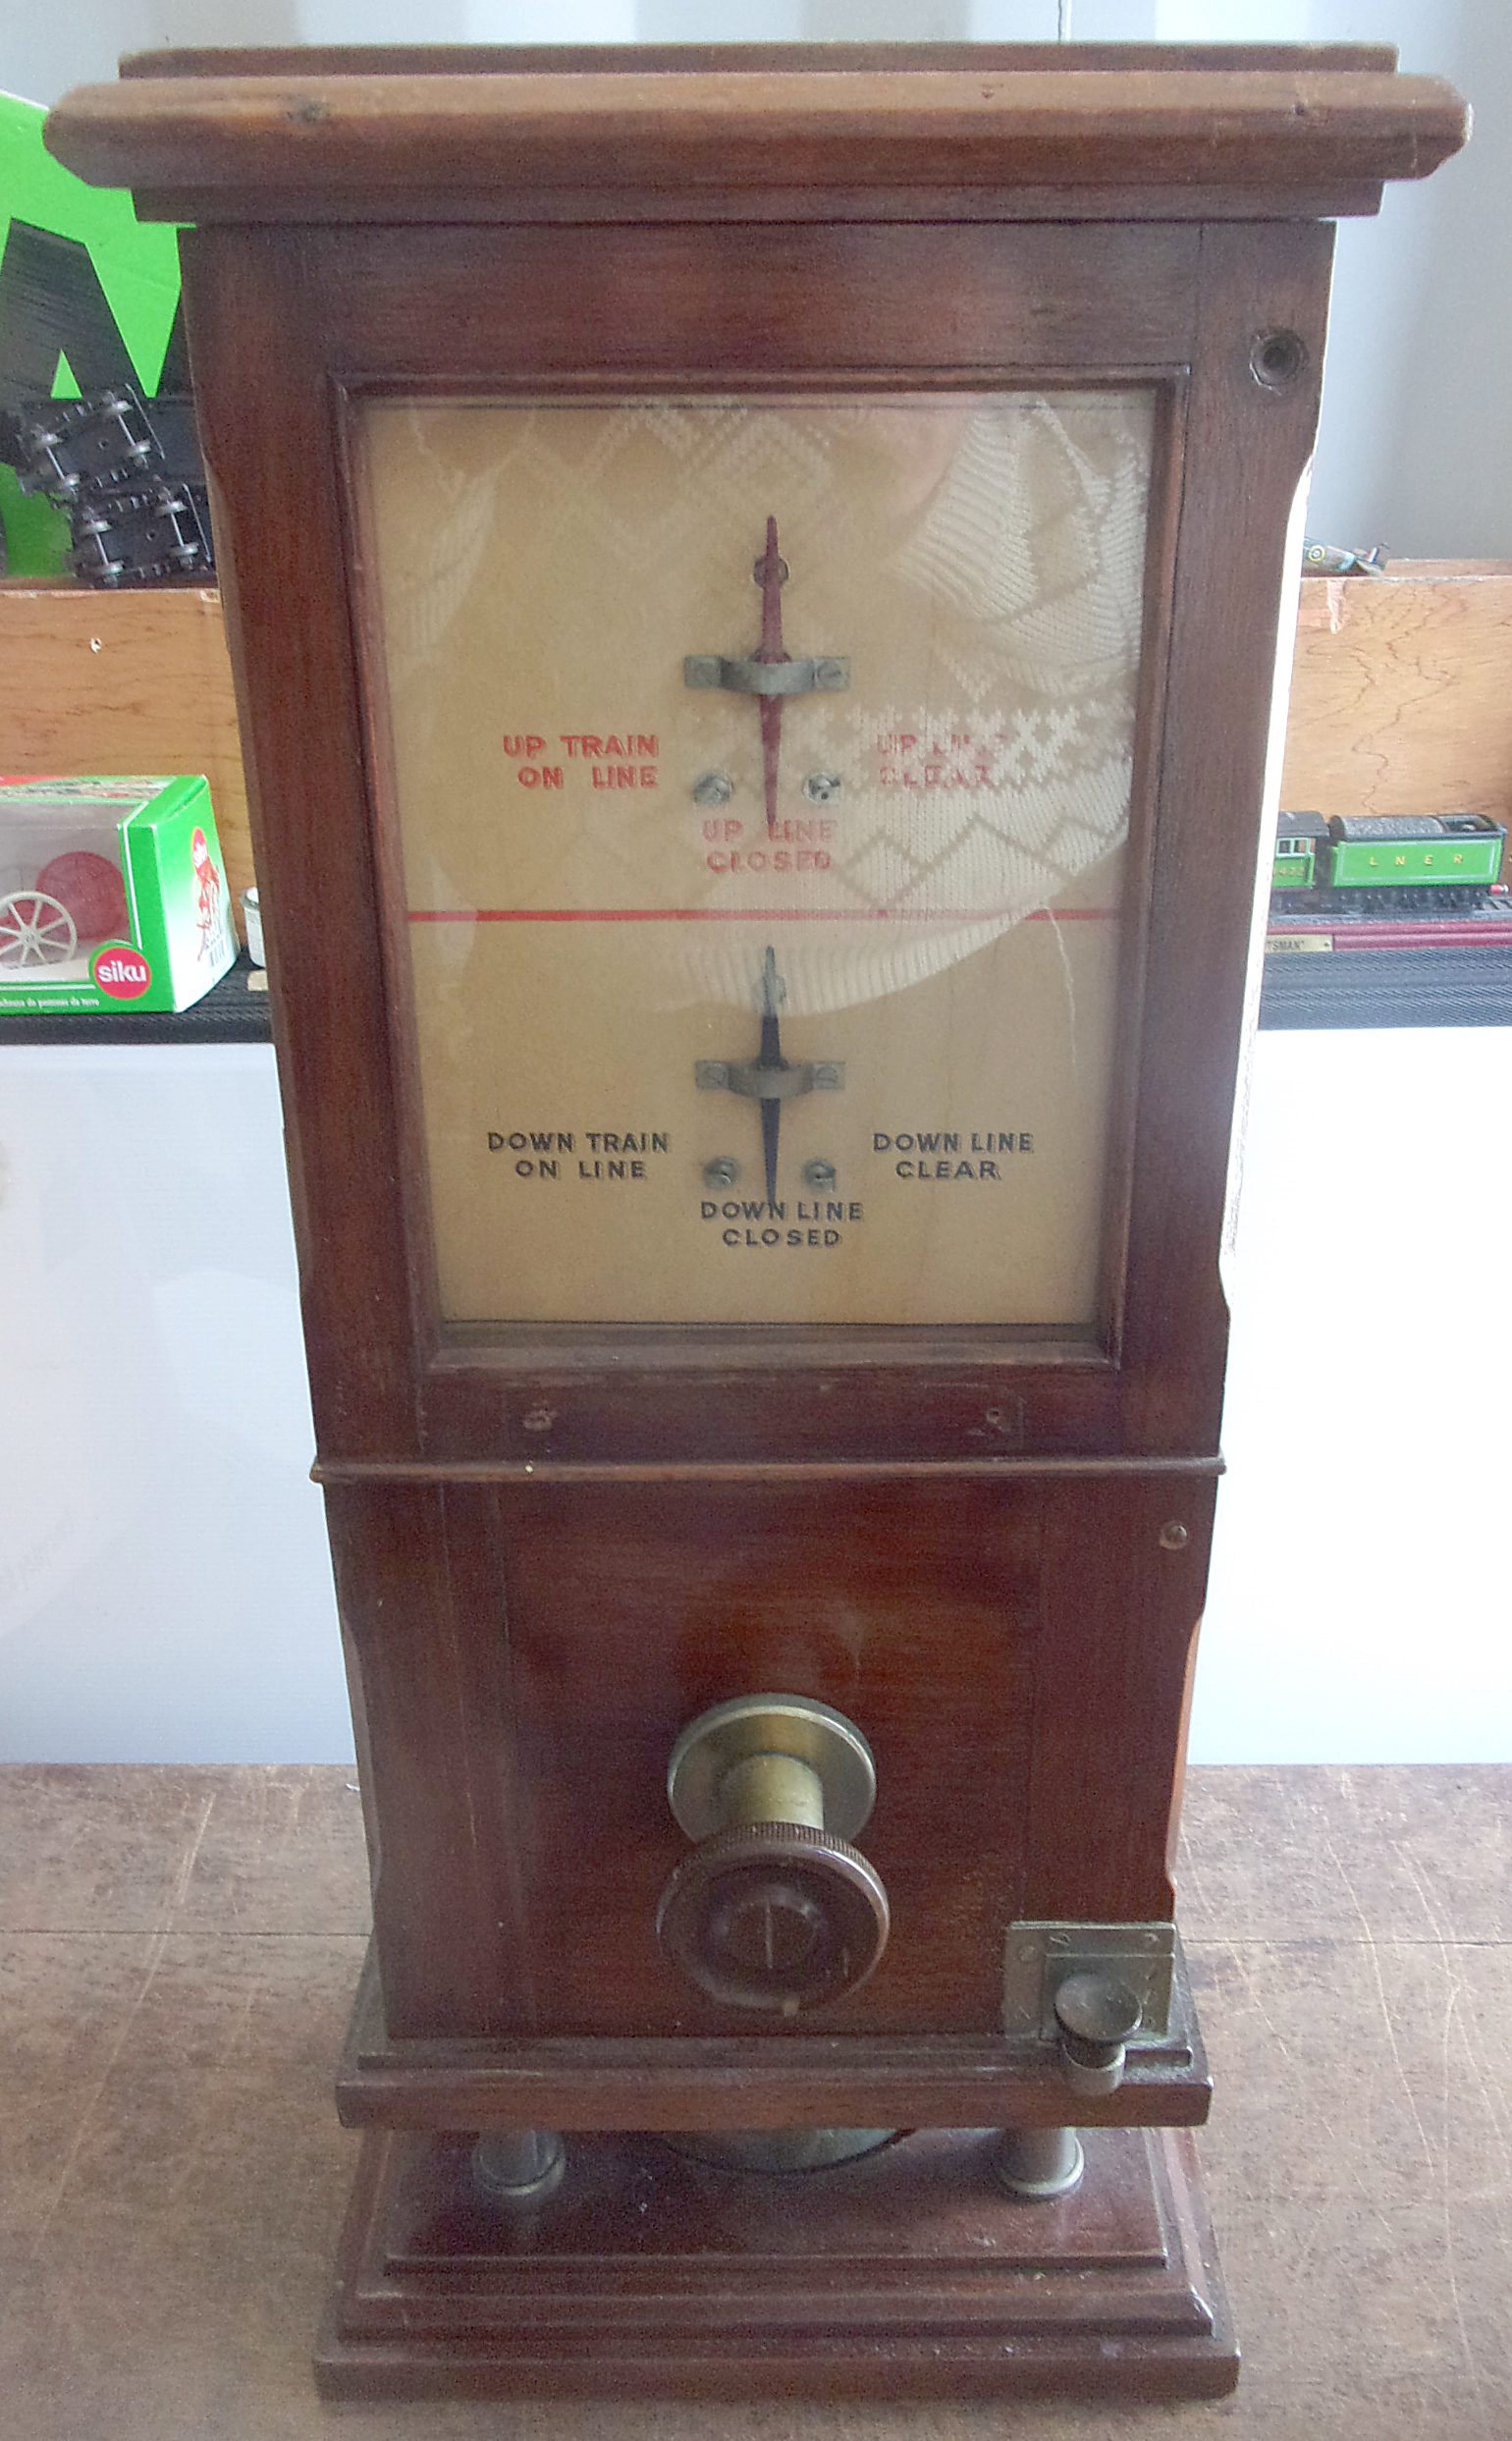 UP TRAIN
ON LINE
UP LINE
CLEAR
UP LINE
CLOSED
DOWN TRAIN
ON LINE
DOWN LINE
CLEAR
DOWN LINE
CLOSED
siku
LNER